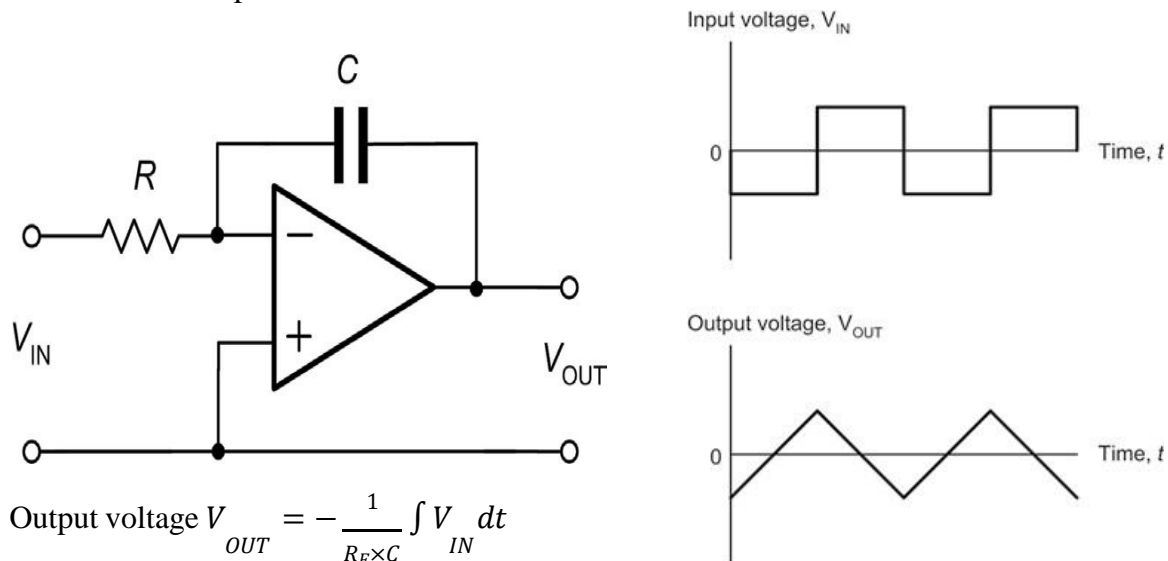 Input voltage, V_IN
C
R
0
Time, t
−
+
V_IN
V_OUT
Output voltage, V_OUT
0
Time, t
Output voltage V_OUT = − 1/(R_F×C) ∫ V_IN dt